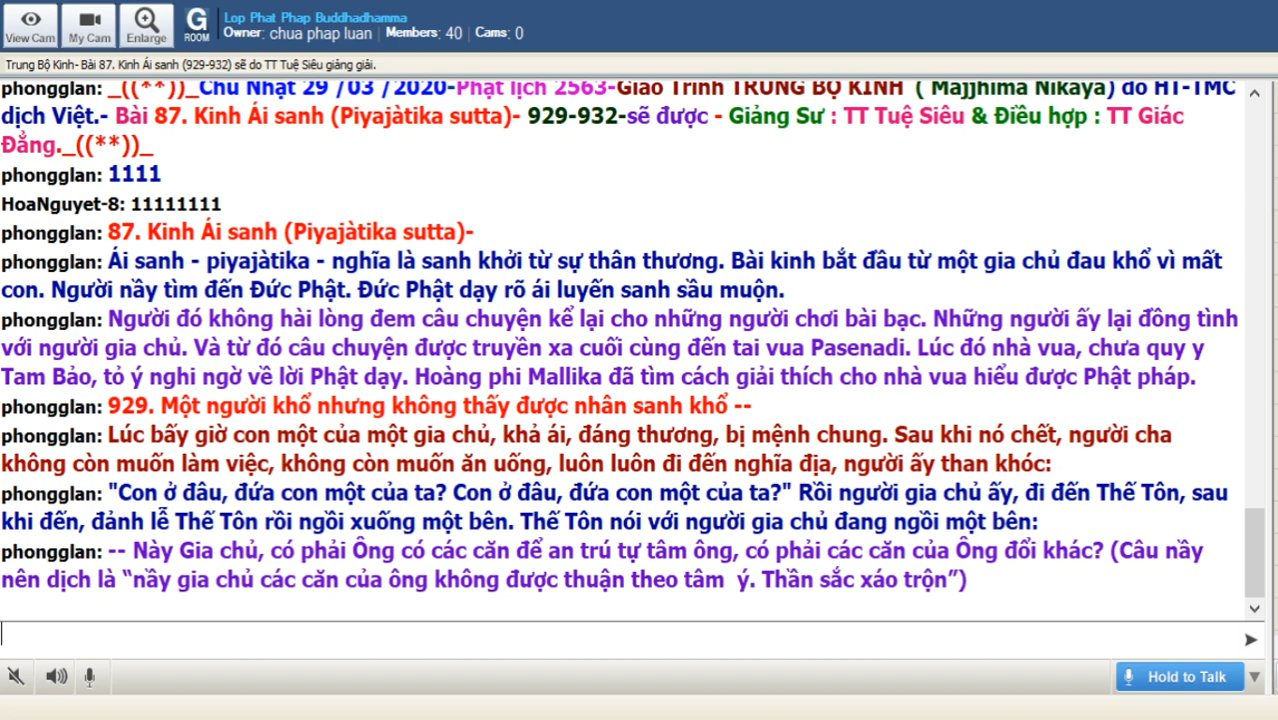 View Cam
My Cam
Enlarge
G
ROOM
Lop Phat Phap Buddhadhamma
Owner: chua phap luan Members: 40 Cams: 0
Trung Bộ Kinh- Bài 87. Kinh Ái sanh (929-932) sẽ do TT Tuệ Siêu giảng giải.
phongglan: _((**))_Chủ Nhật 29 /03 /2020-Phật lịch 2563-Giáo Trình TRUNG BỘ KINH ( Majjhima Nikaya) do HT-TMC
dịch Việt.- Bài 87. Kinh Ái sanh (Piyajàtika sutta)- 929-932-sẽ được - Giảng Sư : TT Tuệ Siêu & Điều hợp : TT Giác
Đẳng._((**))_
phongglan: 1111
HoaNguyet-8: 11111111
phongglan: 87. Kinh Ái sanh (Piyajàtika sutta)-
phongglan: Ái sanh - piyajàtika - nghĩa là sanh khởi từ sự thân thương. Bài kinh bắt đầu từ một gia chủ đau khổ vì mất
con. Người nầy tìm đến Đức Phật. Đức Phật dạy rõ ái luyến sanh sầu muộn.
phongglan: Người đó không hài lòng đem câu chuyện kể lại cho những người chơi bài bạc. Những người ấy lại đồng tình
với người gia chủ. Và từ đó câu chuyện được truyền xa cuối cùng đến tai vua Pasenadi. Lúc đó nhà vua, chưa quy y
Tam Bảo, tỏ ý nghi ngờ về lời Phật dạy. Hoàng phi Mallika đã tìm cách giải thích cho nhà vua hiểu được Phật pháp.
phongglan: 929. Một người khổ nhưng không thấy được nhân sanh khổ --
phongglan: Lúc bấy giờ con một của một gia chủ, khả ái, đáng thương, bị mệnh chung. Sau khi nó chết, người cha
không còn muốn làm việc, không còn muốn ăn uống, luôn luôn đi đến nghĩa địa, người ấy than khóc:
phongglan: "Con ở đâu, đứa con một của ta? Con ở đâu, đứa con một của ta?" Rồi người gia chủ ấy, đi đến Thế Tôn, sau
khi đến, đảnh lễ Thế Tôn rồi ngồi xuống một bên. Thế Tôn nói với người gia chủ đang ngồi một bên:
phongglan: -- Này Gia chủ, có phải Ông có các căn để an trú tự tâm ông, có phải các căn của Ông đổi khác? (Câu nầy
nên dịch là “nầy gia chủ các căn của ông không được thuận theo tâm ý. Thần sắc xáo trộn”)
Hold to Talk